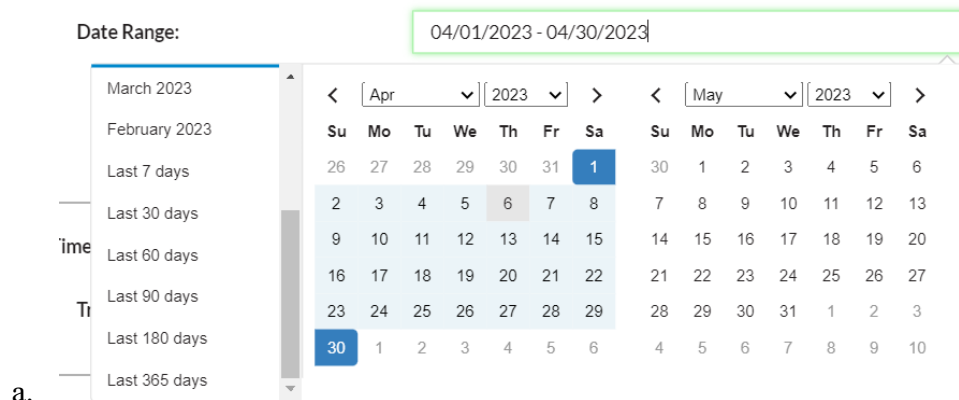 Date Range:
04/01/2023 - 04/30/2023
March 2023
February 2023
Last 7 days
Last 30 days
Last 60 days
Last 90 days
Last 180 days
Last 365 days
Apr 2023
Su Mo Tu We Th Fr Sa
26 27 28 29 30 31 1
2 3 4 5 6 7 8
9 10 11 12 13 14 15
16 17 18 19 20 21 22
23 24 25 26 27 28 29
30 1 2 3 4 5 6
May 2023
Su Mo Tu We Th Fr Sa
30 1 2 3 4 5 6
7 8 9 10 11 12 13
14 15 16 17 18 19 20
21 22 23 24 25 26 27
28 29 30 31 1 2 3
4 5 6 7 8 9 10
a.